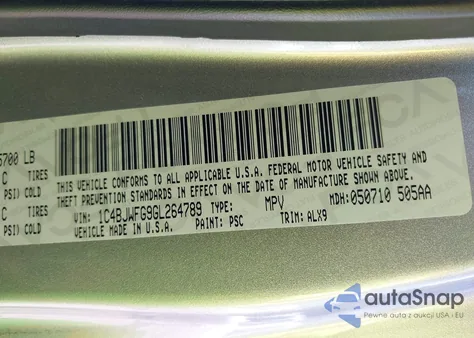 5700 LB
C TIRES
PSI) COLD
C TIRES
PSI) COLD
THIS VEHICLE CONFORMS TO ALL APPLICABLE U.S.A. FEDERAL MOTOR VEHICLE SAFETY AND
THEFT PREVENTION STANDARDS IN EFFECT ON THE DATE OF MANUFACTURE SHOWN ABOVE.
VIN: 1C4BJWFG9GL264789 TYPE: MPV MDH: 050710 505AA
MADE IN U.S.A. PAINT: PSC TRIM: ALX9
autaSnap
Pewne auta z aukcji USA i EU